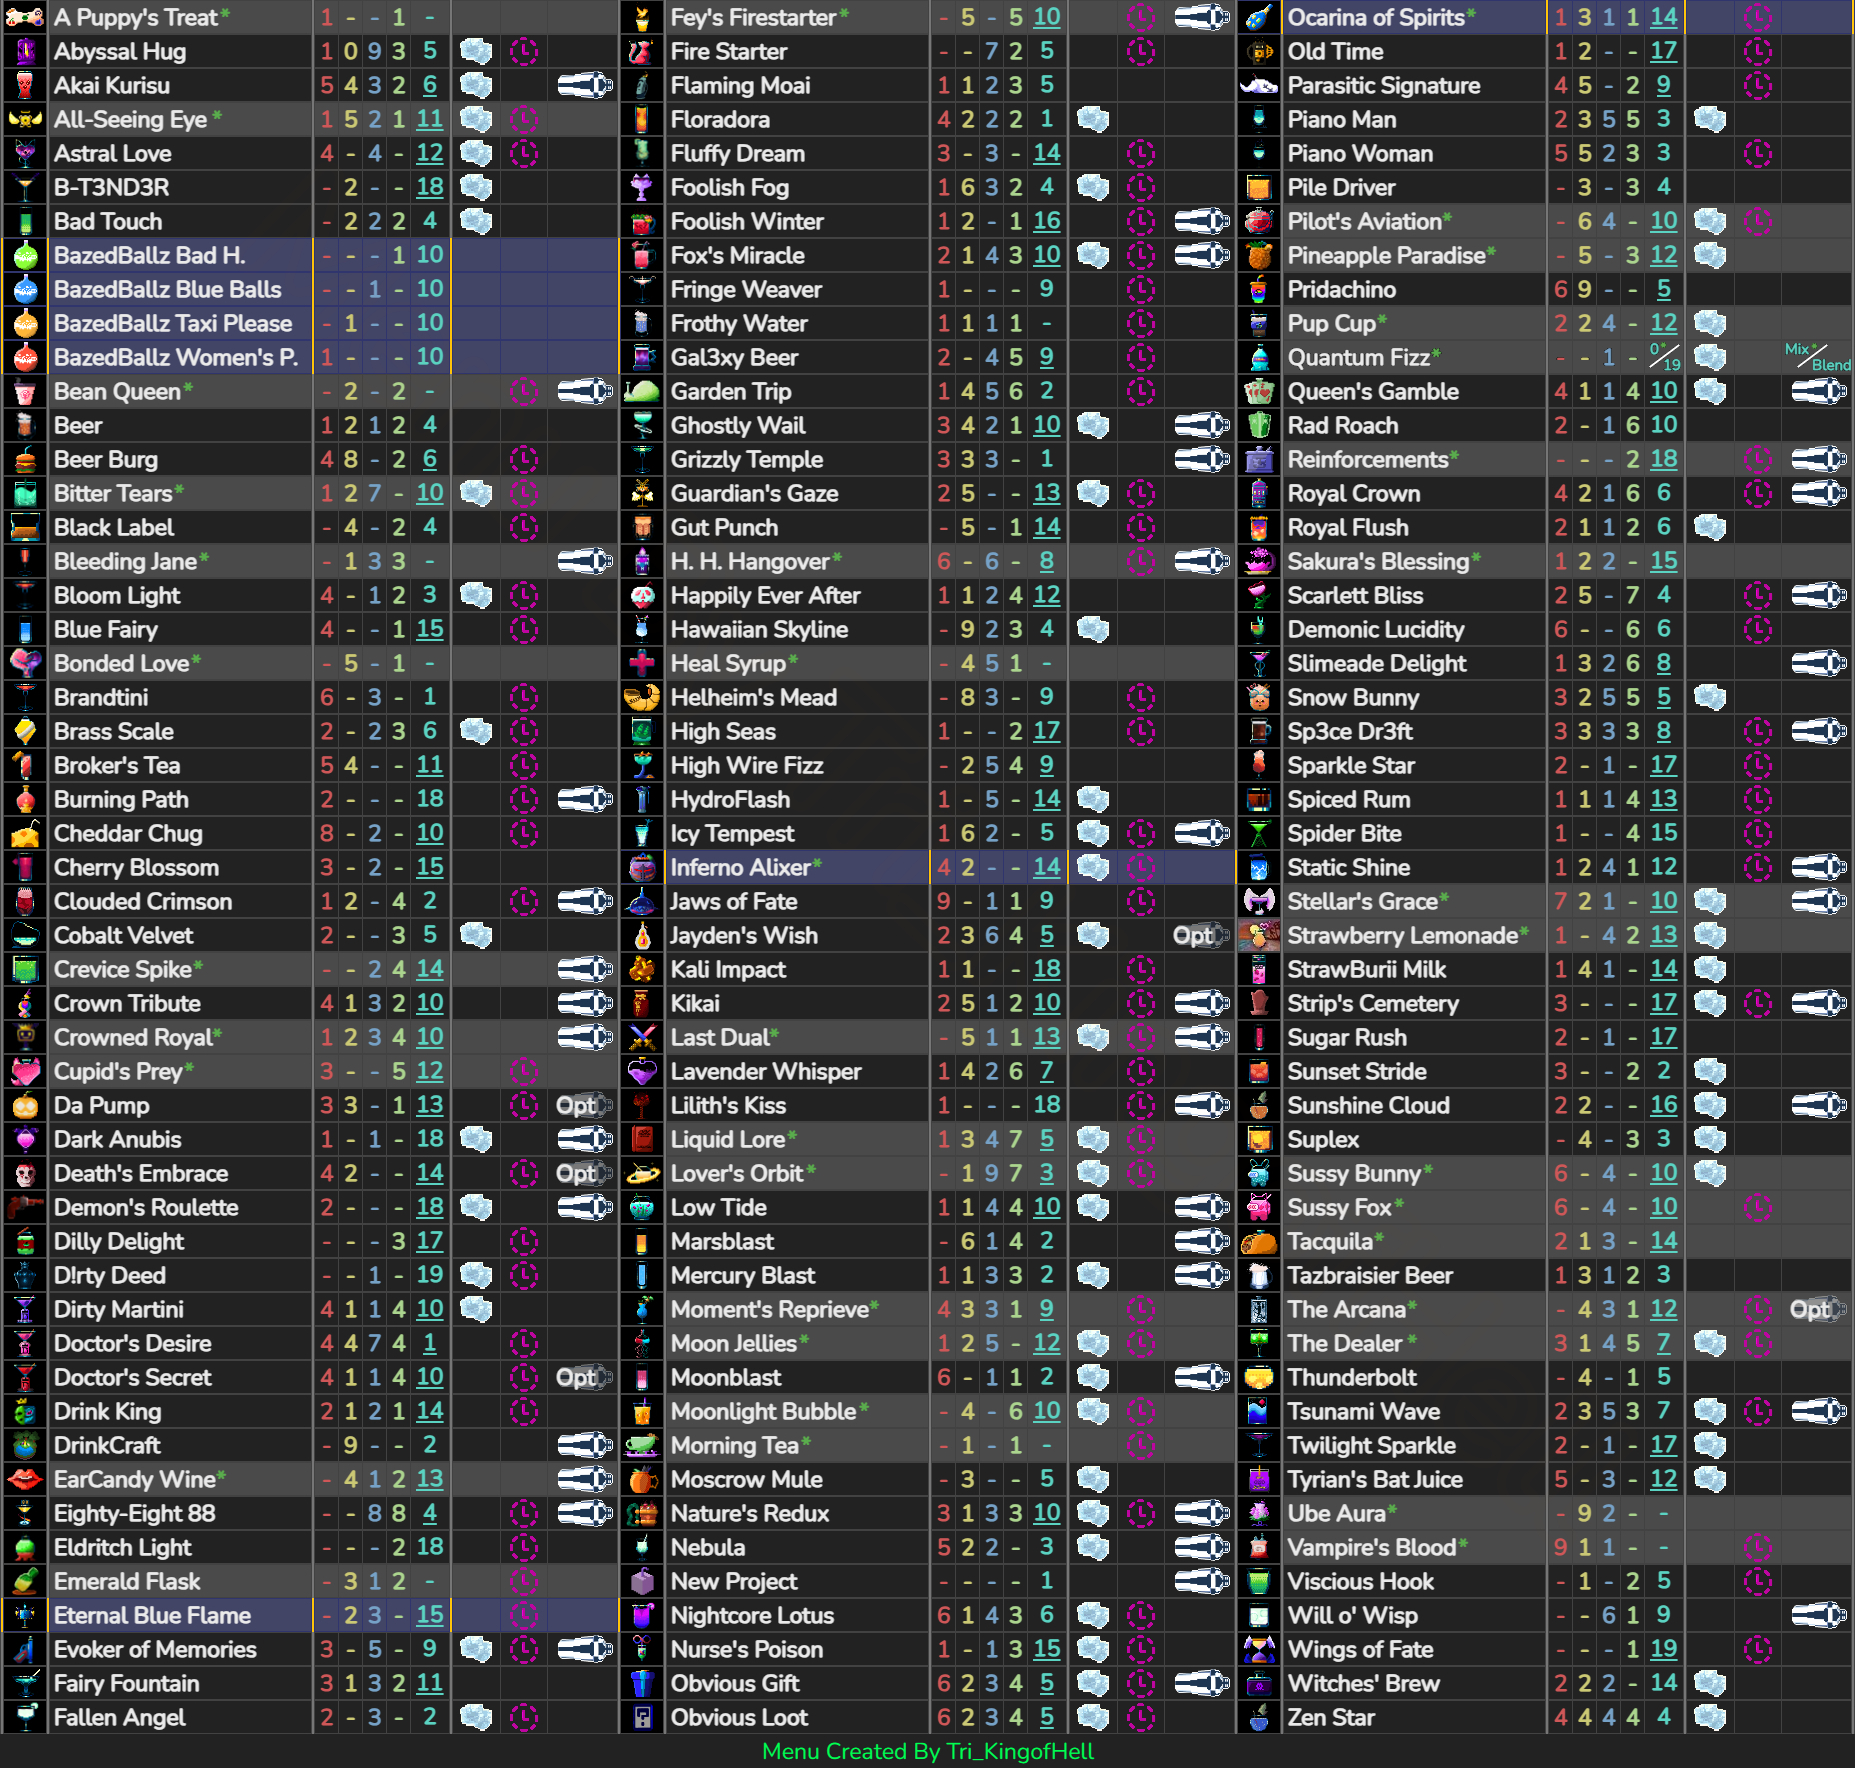 A Puppy's Treat* 1 - - 1 -
Abyssal Hug 1 0 9 3 5
Akai Kurisu 5 4 3 2 6
All-Seeing Eye * 1 5 2 1 11
Astral Love 4 - 4 - 12
B-T3ND3R - 2 - - 18
Bad Touch - 2 2 2 4
BazedBallz Bad H. - - - 1 10
BazedBallz Blue Balls - - 1 - 10
BazedBallz Taxi Please - 1 - - 10
BazedBallz Women's P. 1 - - - 10
Bean Queen* - 2 - 2 -
Beer 1 2 1 2 4
Beer Burg 4 8 - 2 6
Bitter Tears* 1 2 7 - 10
Black Label - 4 - 2 4
Bleeding Jane* - 1 3 3 -
Bloom Light 4 - 1 2 3
Blue Fairy 4 - - 1 15
Bonded Love* - 5 - 1 -
Brandtini 6 - 3 - 1
Brass Scale 2 - 2 3 6
Broker's Tea 5 4 - - 11
Burning Path 2 - - - 18
Cheddar Chug 8 - 2 - 10
Cherry Blossom 3 - 2 - 15
Clouded Crimson 1 2 - 4 2
Cobalt Velvet 2 - - 3 5
Crevice Spike* - - 2 4 14
Crown Tribute 4 1 3 2 10
Crowned Royal* 1 2 3 4 10
Cupid's Prey* 3 - - 5 12
Da Pump 3 3 - 1 13 Opt
Dark Anubis 1 - 1 - 18
Death's Embrace 4 2 - - 14 Opt
Demon's Roulette 2 - - - 18
Dilly Delight - - - 3 17
D!rty Deed - - 1 - 19
Dirty Martini 4 1 1 4 10
Doctor's Desire 4 4 7 4 1
Doctor's Secret 4 1 1 4 10 Opt
Drink King 2 1 2 1 14
DrinkCraft - 9 - - 2
EarCandy Wine* - 4 1 2 13
Eighty-Eight 88 - - 8 8 4
Eldritch Light - - - 2 18
Emerald Flask - 3 1 2 -
Eternal Blue Flame - 2 3 - 15
Evoker of Memories 3 - 5 - 9
Fairy Fountain 3 1 3 2 11
Fallen Angel 2 - 3 - 2
Fey's Firestarter* - 5 - 5 10
Fire Starter - - 7 2 5
Flaming Moai 1 1 2 3 5
Floradora 4 2 2 2 1
Fluffy Dream 3 - 3 - 14
Foolish Fog 1 6 3 2 4
Foolish Winter 1 2 - 1 16
Fox's Miracle 2 1 4 3 10
Fringe Weaver 1 - - - 9
Frothy Water 1 1 1 1 -
Gal3xy Beer 2 - 4 5 9
Garden Trip 1 4 5 6 2
Ghostly Wail 3 4 2 1 10
Grizzly Temple 3 3 3 - 1
Guardian's Gaze 2 5 - - 13
Gut Punch - 5 - 1 14
H. H. Hangover* 6 - 6 - 8
Happily Ever After 1 1 2 4 12
Hawaiian Skyline - 9 2 3 4
Heal Syrup* - 4 5 1 -
Helheim's Mead - 8 3 - 9
High Seas 1 - - 2 17
High Wire Fizz - 2 5 4 9
HydroFlash 1 - 5 - 14
Icy Tempest 1 6 2 - 5
Inferno Alixer* 4 2 - - 14
Jaws of Fate 9 - 1 1 9
Jayden's Wish 2 3 6 4 5 Opt
Kali Impact 1 1 - - 18
Kikai 2 5 1 2 10
Last Dual* - 5 1 1 13
Lavender Whisper 1 4 2 6 7
Lilith's Kiss 1 - - - 18
Liquid Lore* 1 3 4 7 5
Lover's Orbit* - 1 9 7 3
Low Tide 1 1 4 4 10
Marsblast - 6 1 4 2
Mercury Blast 1 1 3 3 2
Moment's Reprieve* 4 3 3 1 9
Moon Jellies* 1 2 5 - 12
Moonblast 6 - 1 1 2
Moonlight Bubble* - 4 - 6 10
Morning Tea* - 1 - 1 -
Moscrow Mule - 3 - - 5
Nature's Redux 3 1 3 3 10
Nebula 5 2 2 - 3
New Project - - - - 1
Nightcore Lotus 6 1 4 3 6
Nurse's Poison 1 - 1 3 15
Obvious Gift 6 2 3 4 5
Obvious Loot 6 2 3 4 5
Ocarina of Spirits* 1 3 1 1 14
Old Time 1 2 - - 17
Parasitic Signature 4 5 - 2 9
Piano Man 2 3 5 5 3
Piano Woman 5 5 2 3 3
Pile Driver - 3 - 3 4
Pilot's Aviation* - 6 4 - 10
Pineapple Paradise* - 5 - 3 12
Pridachino 6 9 - - 5
Pup Cup* 2 2 4 - 12
Quantum Fizz* - - 1 - 0*/19 Mix*/Blend
Queen's Gamble 4 1 1 4 10
Rad Roach 2 - 1 6 10
Reinforcements* - - - 2 18
Royal Crown 4 2 1 6 6
Royal Flush 2 1 1 2 6
Sakura's Blessing* 1 2 2 - 15
Scarlett Bliss 2 5 - 7 4
Demonic Lucidity 6 - - 6 6
Slimeade Delight 1 3 2 6 8
Snow Bunny 3 2 5 5 5
Sp3ce Dr3ft 3 3 3 3 8
Sparkle Star 2 - 1 - 17
Spiced Rum 1 1 1 4 13
Spider Bite 1 - - 4 15
Static Shine 1 2 4 1 12
Stellar's Grace* 7 2 1 - 10
Strawberry Lemonade* 1 - 4 2 13
StrawBurii Milk 1 4 1 - 14
Strip's Cemetery 3 - - - 17
Sugar Rush 2 - 1 - 17
Sunset Stride 3 - - 2 2
Sunshine Cloud 2 2 - - 16
Suplex - 4 - 3 3
Sussy Bunny* 6 - 4 - 10
Sussy Fox* 6 - 4 - 10
Tacquila* 2 1 3 - 14
Tazbraisier Beer 1 3 1 2 3
The Arcana* - 4 3 1 12 Opt
The Dealer * 3 1 4 5 7
Thunderbolt - 4 - 1 5
Tsunami Wave 2 3 5 3 7
Twilight Sparkle 2 - 1 - 17
Tyrian's Bat Juice 5 - 3 - 12
Ube Aura* - 9 2 - -
Vampire's Blood* 9 1 1 - -
Viscious Hook - 1 - 2 5
Will o' Wisp - - 6 1 9
Wings of Fate - - - 1 19
Witches' Brew 2 2 2 - 14
Zen Star 4 4 4 4 4
Menu Created By Tri_KingofHell